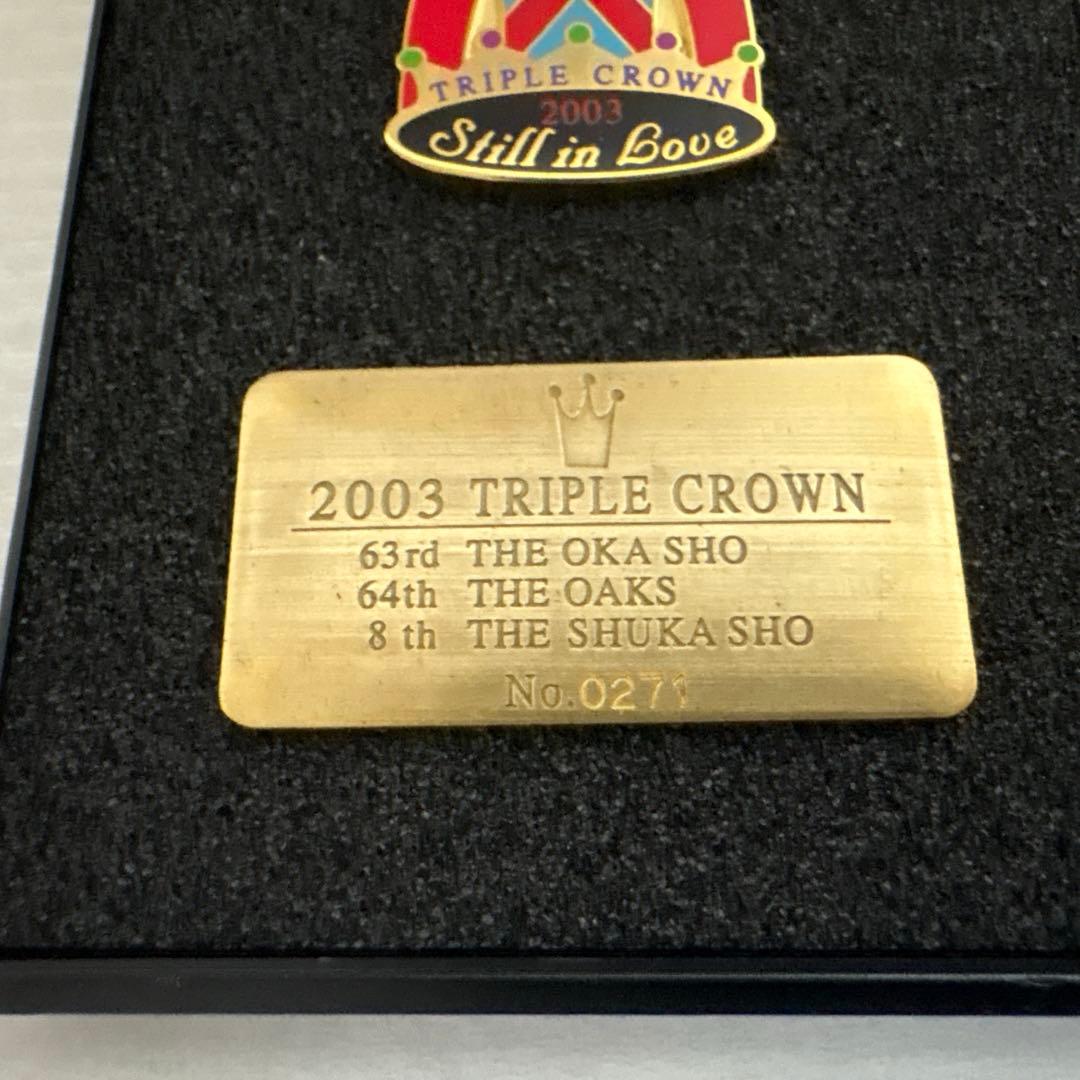 TRIPLE CROWN
2003
Still in Love
2003 TRIPLE CROWN
63rd THE OKA SHO
64th THE OAKS
8 th THE SHUKA SHO
No.0271